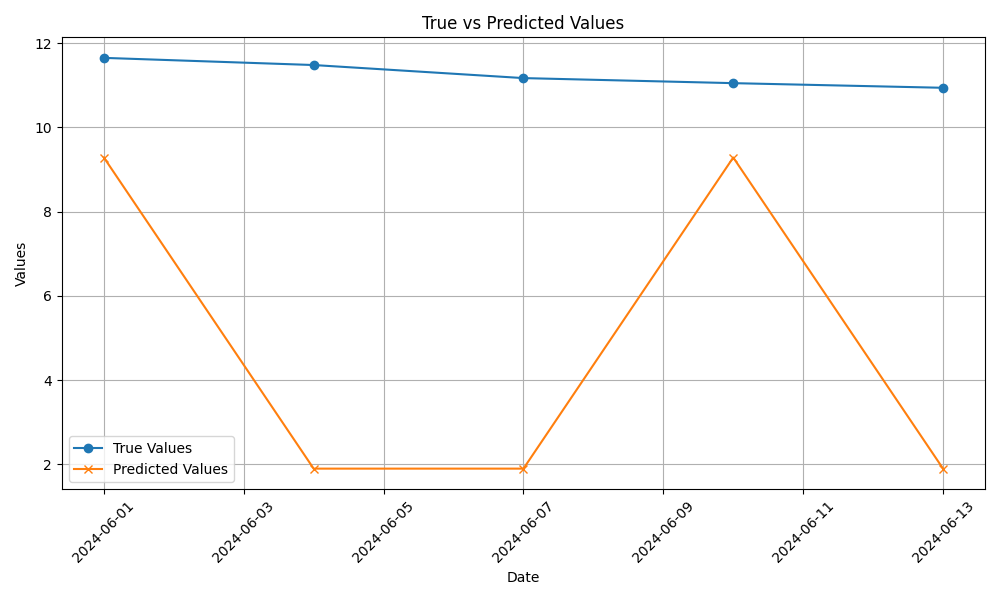 True vs Predicted Values
Values
12
10
8
6
4
2
True Values
Predicted Values
2024-06-01
2024-06-03
2024-06-05
2024-06-07
2024-06-09
2024-06-11
2024-06-13
Date